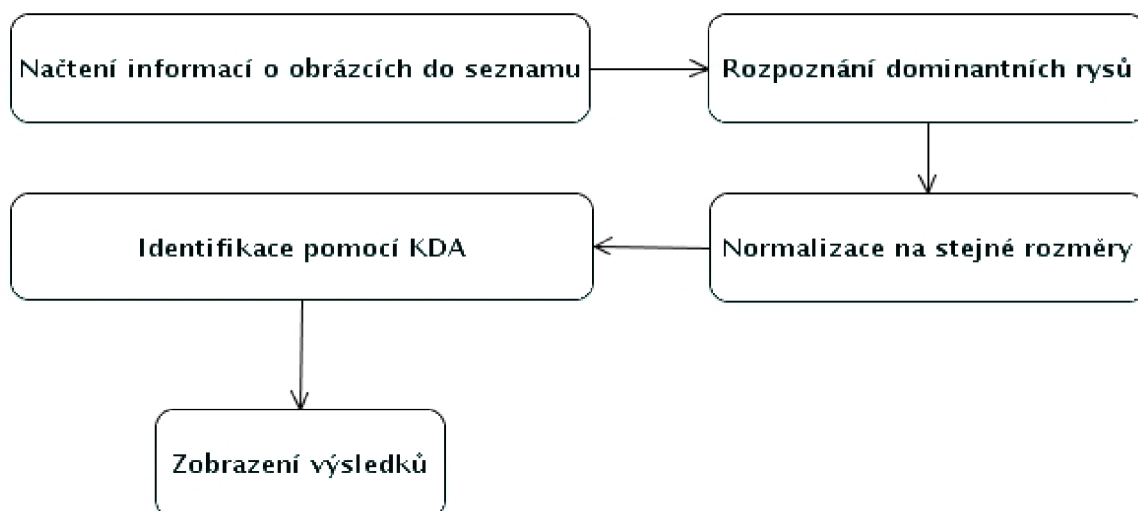 Načtení informací o obrázcích do seznamu
Rozpoznání dominantních rysů
Normalizace na stejné rozměry
Identifikace pomocí KDA
Zobrazení výsledků